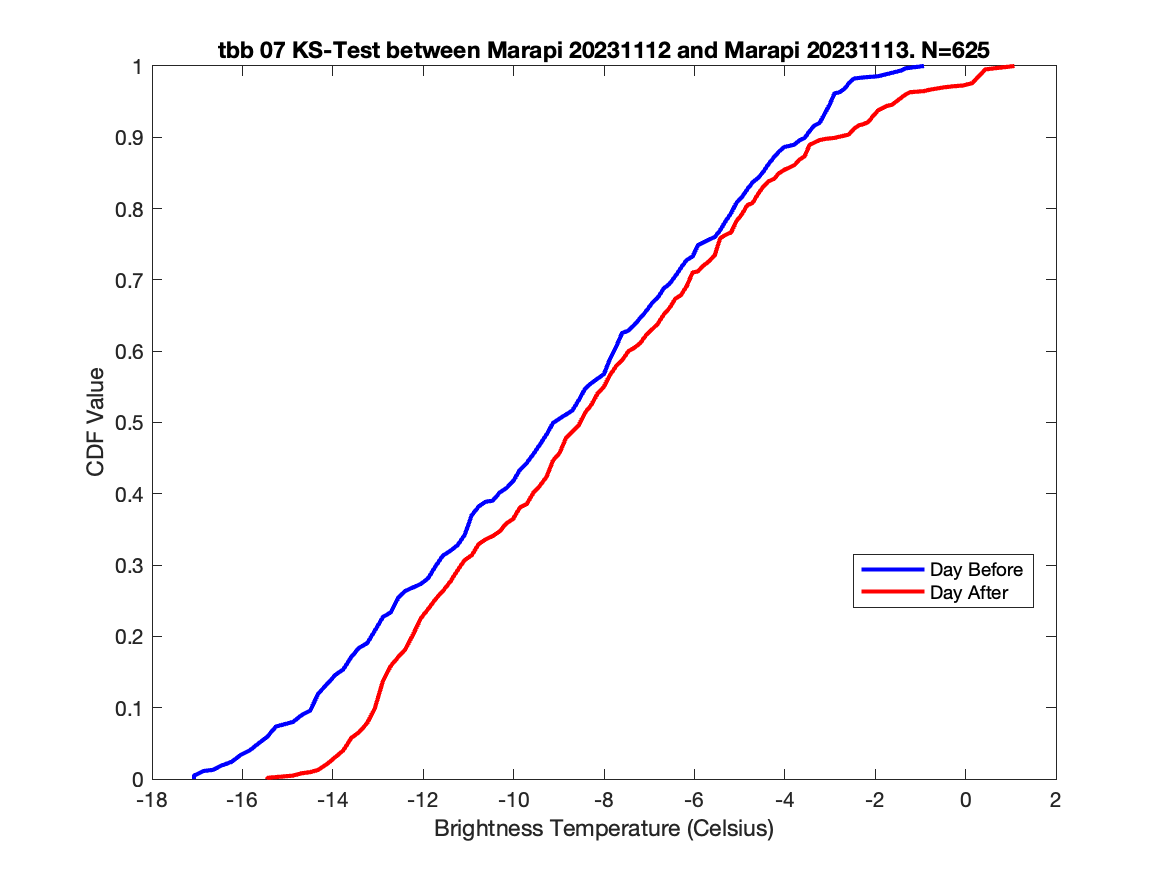 tbb 07 KS-Test between Marapi 20231112 and Marapi 20231113. N=625
1
0.9
0.8
0.7
0.6
0.5
0.4
0.3
0.2
0.1
0
CDF Value
Day Before
Day After
-18 -16 -14 -12 -10 -8 -6 -4 -2 0 2
Brightness Temperature (Celsius)